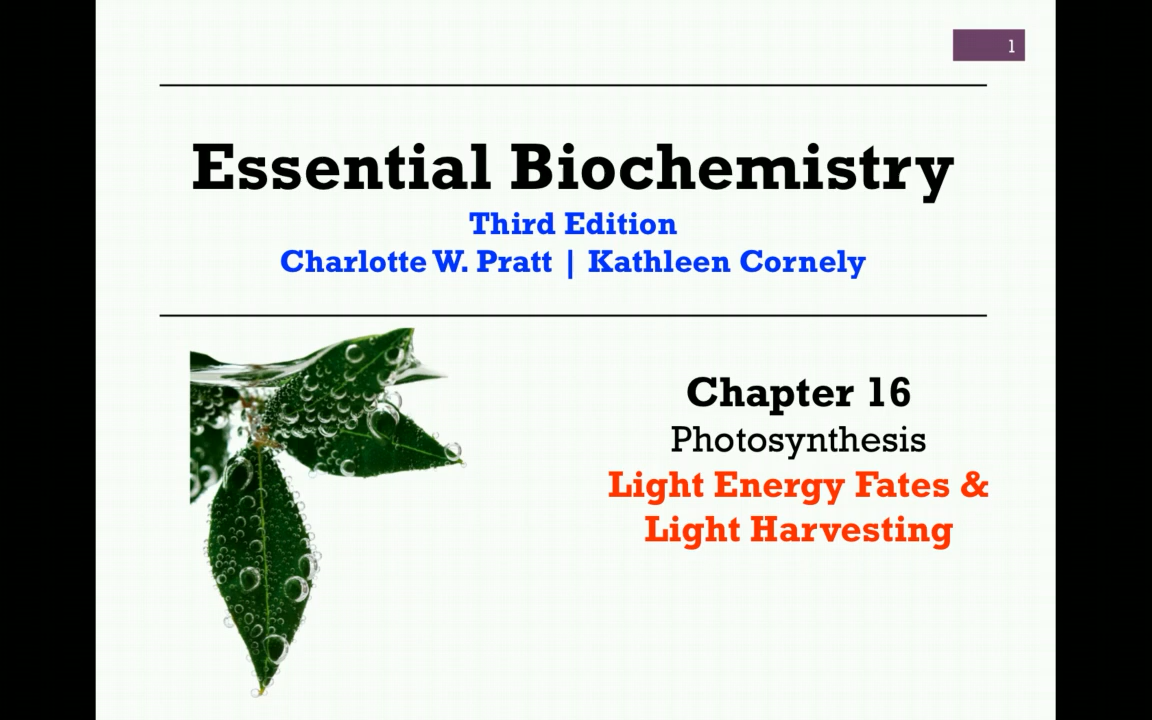 1
Essential Biochemistry
Third Edition
Charlotte W. Pratt | Kathleen Cornely
Chapter 16
Photosynthesis
Light Energy Fates &
Light Harvesting